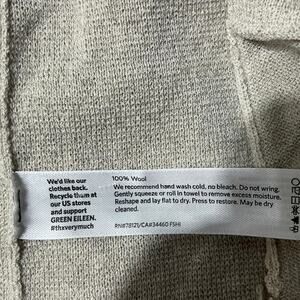 We'd like our
clothes back.
Recycle them at
our US stores
and support
GREEN EILEEN.
#thxverymuch
100% Wool
We recommend hand wash cold, no bleach. Do not wring.
Gently squeeze or roll in towel to remove excess moisture.
Reshape and lay flat to dry. Press to restore. May be dry
cleaned.
RN#78121/CA#34460 FSHI